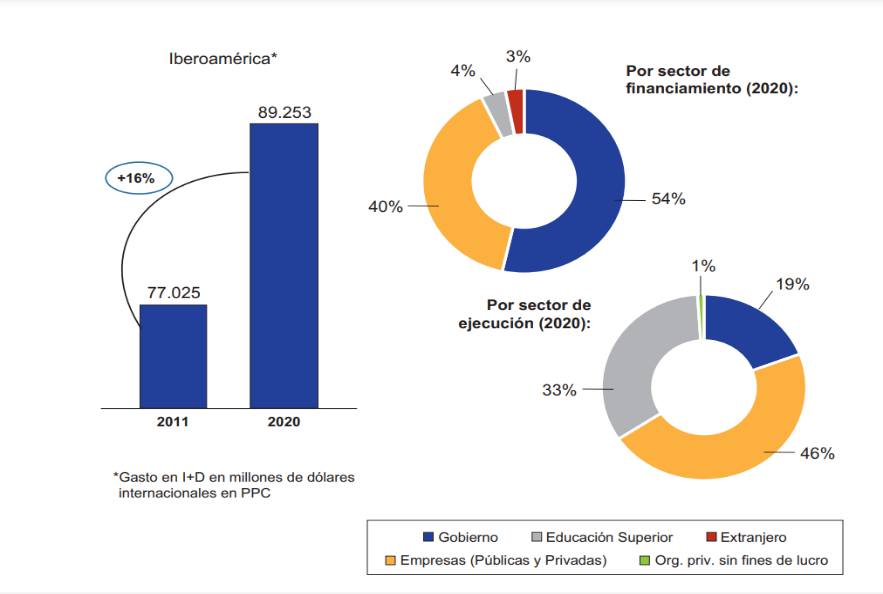 Iberoamérica*
89.253
+16%
77.025
2011
2020
*Gasto en I+D en millones de dólares
internacionales en PPC
Por sector de
financiamiento (2020):
3%
4%
40%
54%
Por sector de
ejecución (2020):
1%
19%
33%
46%
Gobierno
Educación Superior
Extranjero
Empresas (Públicas y Privadas)
Org. priv. sin fines de lucro